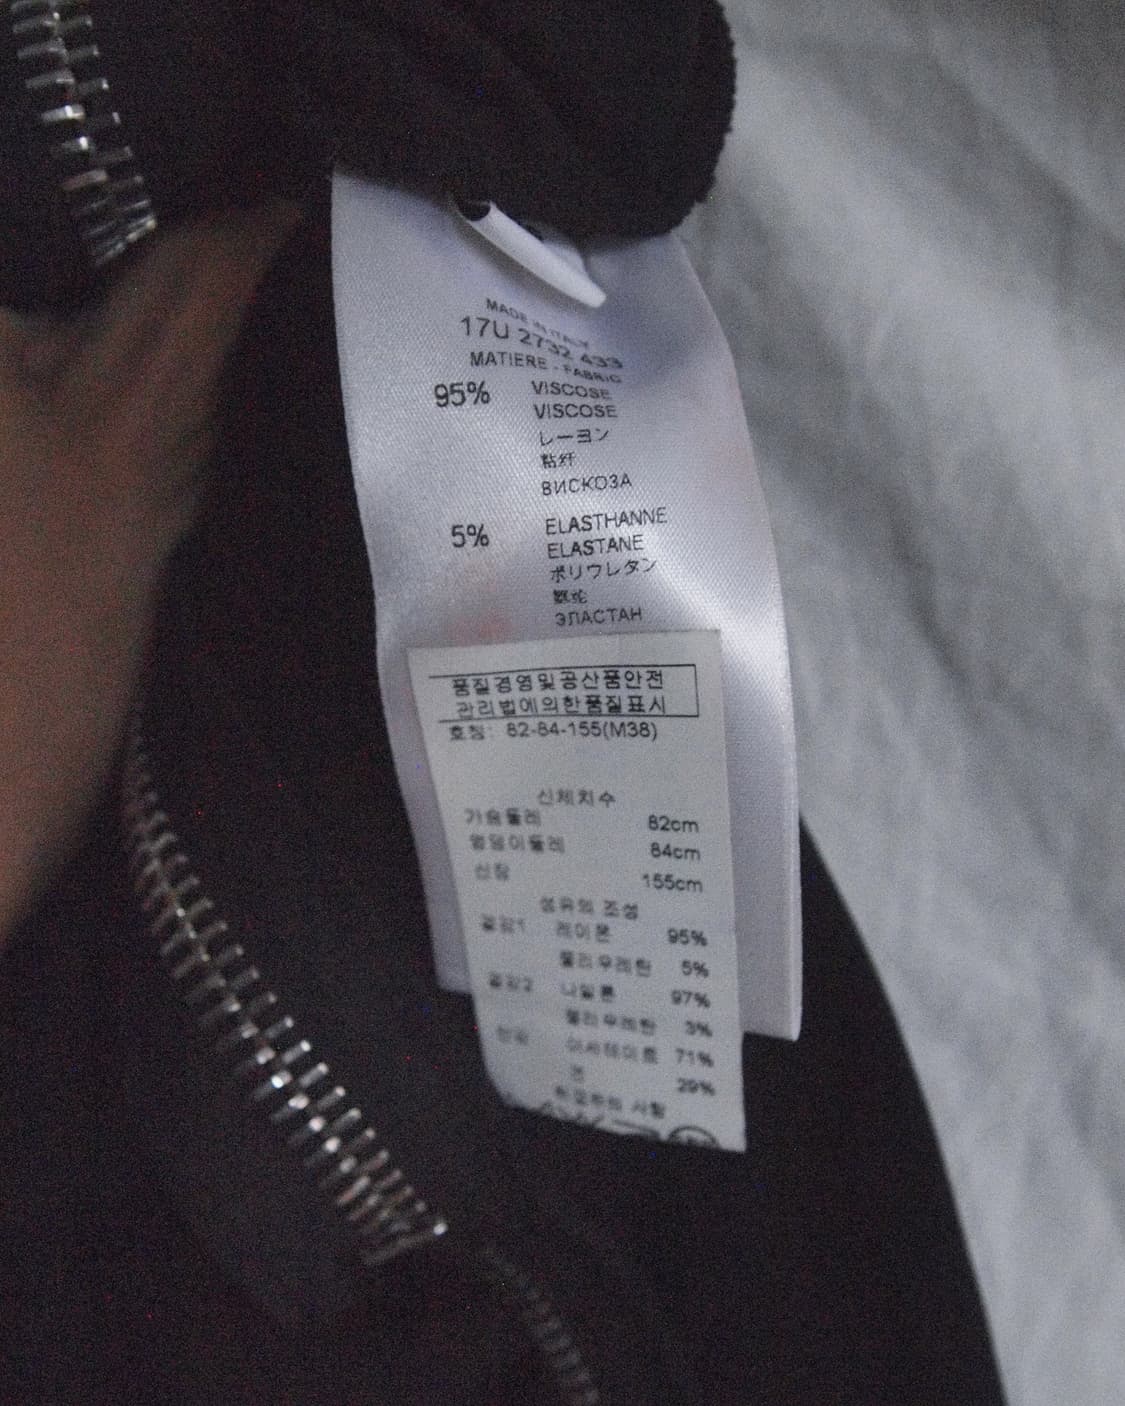 MADE IN ITALY
17U 2732 433
MATIERE - FABRIC
95% VISCOSE
VISCOSE
レーヨン
粘纤
ВИСКОЗА
5% ELASTHANNE
ELASTANE
ポリウレタン
ЭЛАСТАН
품질경영및공산품안전
관리법에의한품질표시
호칭: 82-84-155(M38)
신체치수
가슴둘레 82cm
엉덩이둘레 84cm
신장 155cm
섬유의 조성
겉감1 레이온 95%
폴리우레탄 5%
겉감2 나일론 97%
폴리우레탄 3%
아세테이트 71%
면 29%